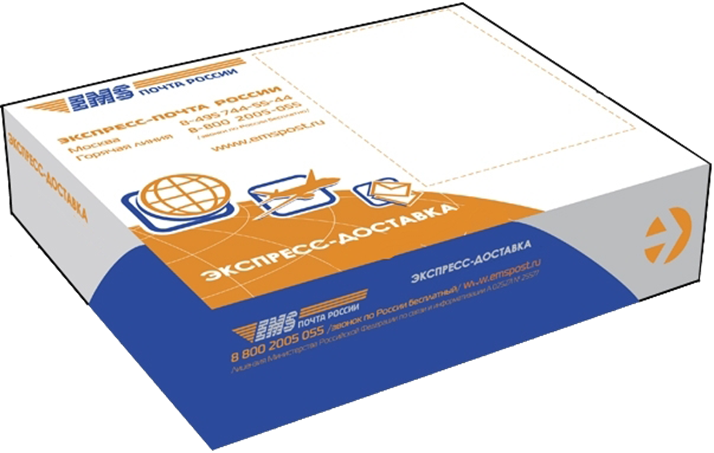 EMS ПОЧТА РОССИИ
ЭКСПРЕСС-ПОЧТА РОССИИ
Москва 8-495 744-55-44
Горячая линия 8-800 2005-055
/звонок по России бесплатный/
www.emspost.ru
ЭКСПРЕСС-ДОСТАВКА
ЭКСПРЕСС-ДОСТАВКА
ЭКСПРЕСС-ДОСТАВКА
EMS ПОЧТА РОССИИ
8 800 2005 055 /звонок по России бесплатный/ www.emspost.ru
Лицензия Министерства Российской Федерации по связи и информатизации